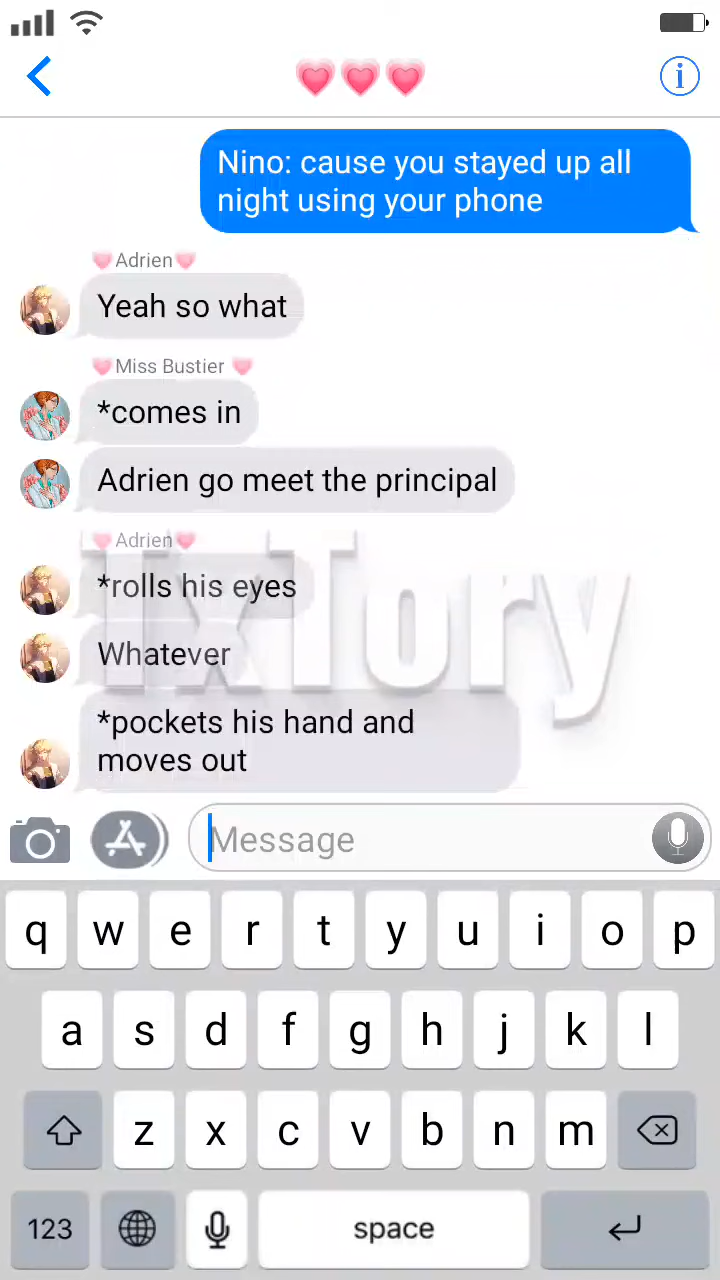 Nino: cause you stayed up all
night using your phone
💗Adrien💗
Yeah so what
💗Miss Bustier 💗
*comes in
Adrien go meet the principal
💗Adrien💗
*rolls his eyes
Whatever
*pockets his hand and
moves out
TxTory
Message
q w e r t y u i o p
a s d f g h j k l
z x c v b n m
123 space